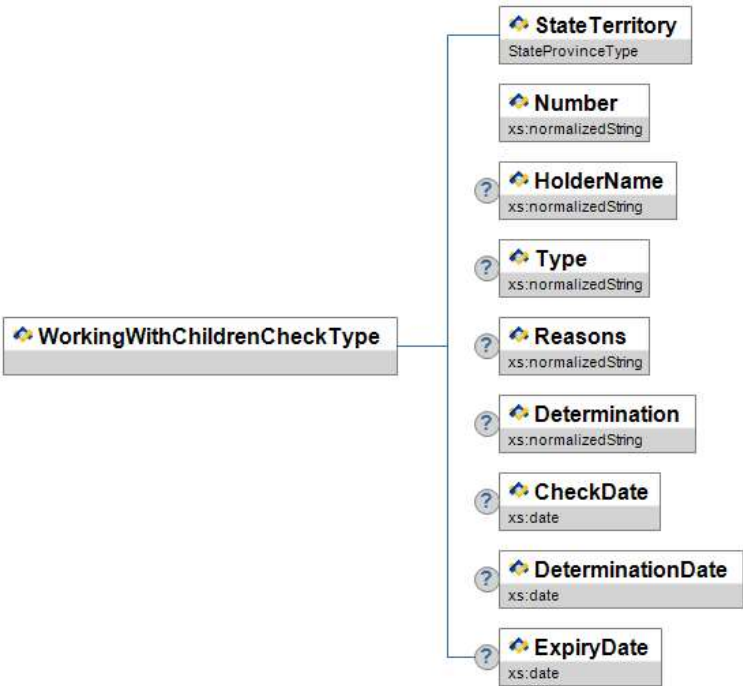 StateTerritory
StateProvinceType
Number
xs:normalizedString
?
HolderName
xs:normalizedString
?
Type
xs:normalizedString
WorkingWithChildrenCheckType
?
Reasons
xs:normalizedString
?
Determination
xs:normalizedString
?
CheckDate
xs:date
?
DeterminationDate
xs:date
?
ExpiryDate
xs:date